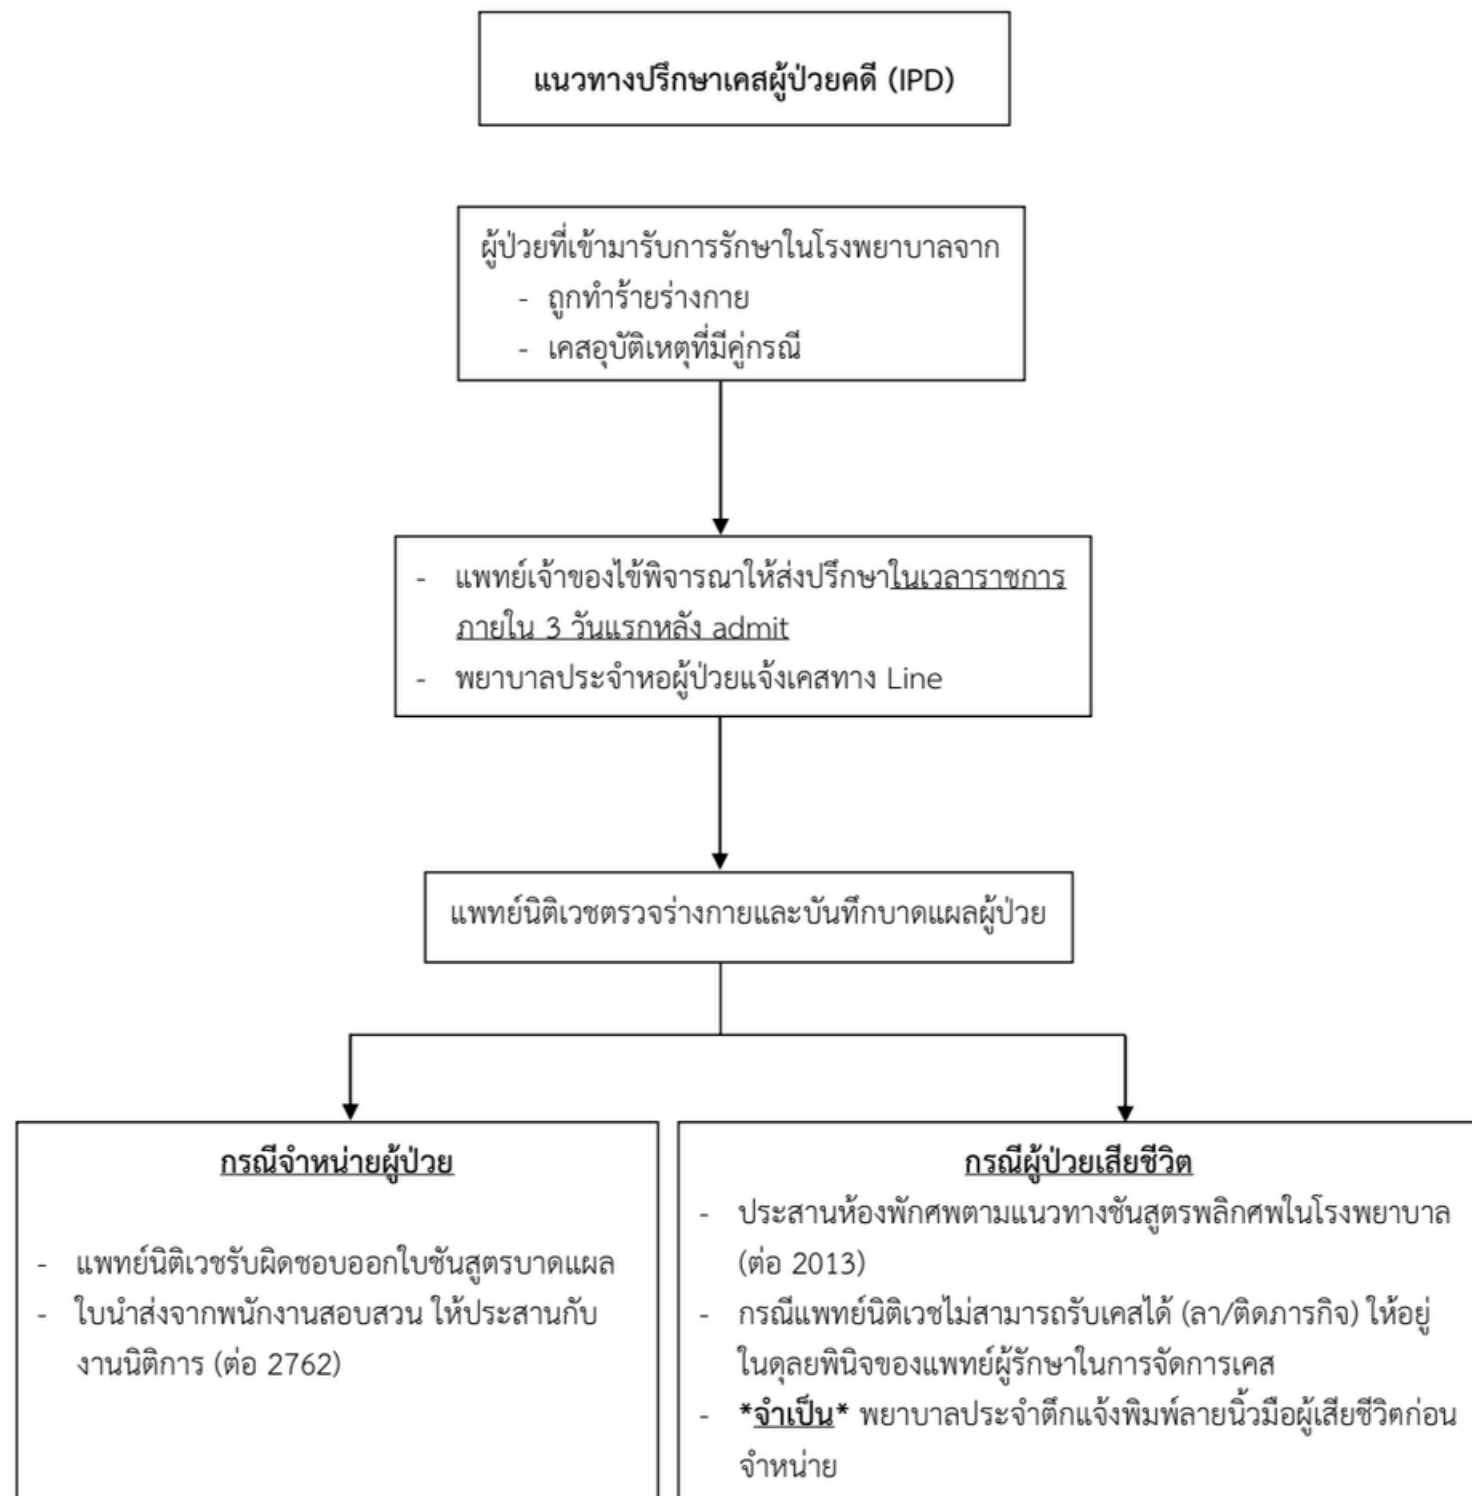 แนวทางปรึกษาเคสผู้ป่วยคดี (IPD)
ผู้ป่วยที่เข้ามารับการรักษาในโรงพยาบาลจาก
- ถูกทำร้ายร่างกาย
- เคสอุบัติเหตุที่มีคู่กรณี
- แพทย์เจ้าของไข้พิจารณาให้ส่งปรึกษาในเวลาราชการ
ภายใน 3 วันแรกหลัง admit
- พยาบาลประจำหอผู้ป่วยแจ้งเคสทาง Line
แพทย์นิติเวชตรวจร่างกายและบันทึกบาดแผลผู้ป่วย
กรณีจำหน่ายผู้ป่วย
- แพทย์นิติเวชรับผิดชอบออกใบชันสูตรบาดแผล
- ใบนำส่งจากพนักงานสอบสวน ให้ประสานกับ
งานนิติการ (ต่อ 2762)
กรณีผู้ป่วยเสียชีวิต
- ประสานห้องพักศพตามแนวทางชันสูตรพลิกศพในโรงพยาบาล
(ต่อ 2013)
- กรณีแพทย์นิติเวชไม่สามารถรับเคสได้ (ลา/ติดภารกิจ) ให้อยู่
ในดุลยพินิจของแพทย์ผู้รักษาในการจัดการเคส
- *จำเป็น* พยาบาลประจำตึกแจ้งพิมพ์ลายนิ้วมือผู้เสียชีวิตก่อน
จำหน่าย